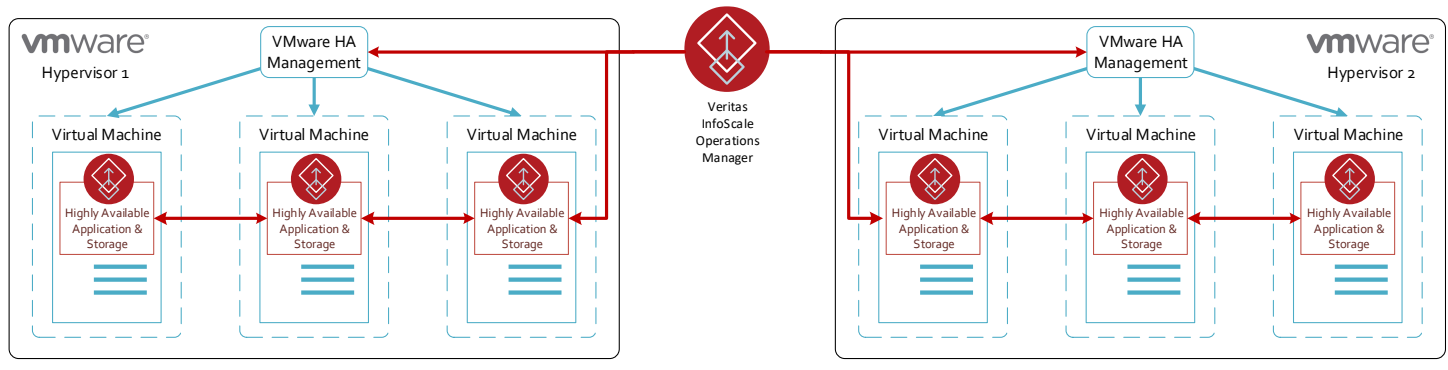 vmware®
Hypervisor 1
VMware HA
Management
Virtual Machine
Highly Available
Application &
Storage
Virtual Machine
Highly Available
Application &
Storage
Virtual Machine
Highly Available
Application &
Storage
Veritas
InfoScale
Operations
Manager
VMware HA
Management
vmware®
Hypervisor 2
Virtual Machine
Highly Available
Application &
Storage
Virtual Machine
Highly Available
Application &
Storage
Virtual Machine
Highly Available
Application &
Storage